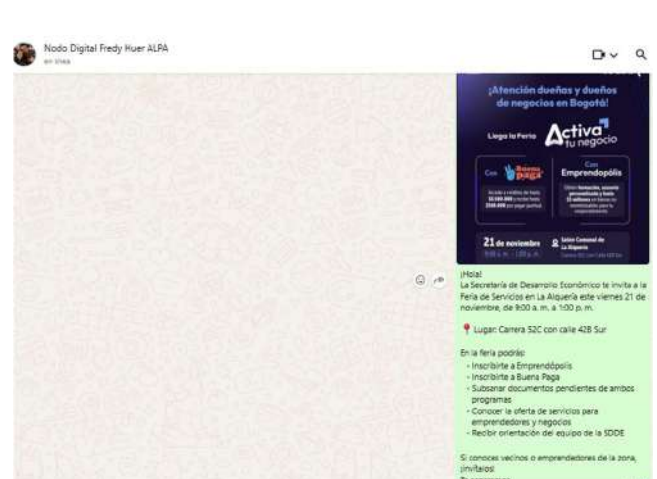 Nodo Digital Fredy Huer ALPA
en línea
¡Atención dueñas y dueños
de negocios en Bogotá!
Llega la Feria Activa
tu negocio
Con Buena
paga
Con
Emprendópolis
21 de noviembre
9:00 a. m. - 1:00 p. m.
Salón Comunal de
La Alquería
¡Hola!
La Secretaría de Desarrollo Económico te invita a la
Feria de Servicios en La Alquería este viernes 21 de
noviembre, de 9:00 a. m. a 1:00 p. m.
📍 Lugar: Carrera 52C con calle 42B Sur
En la feria podrás:
- Inscribirte a Emprendópolis
- Inscribirte a Buena Paga
- Subsanar documentos pendientes de ambos
programas
- Conocer la oferta de servicios para
emprendedores y negocios
- Recibir orientación del equipo de la SDDE
Si conoces vecinos o emprendedores de la zona,
¡invítalos!